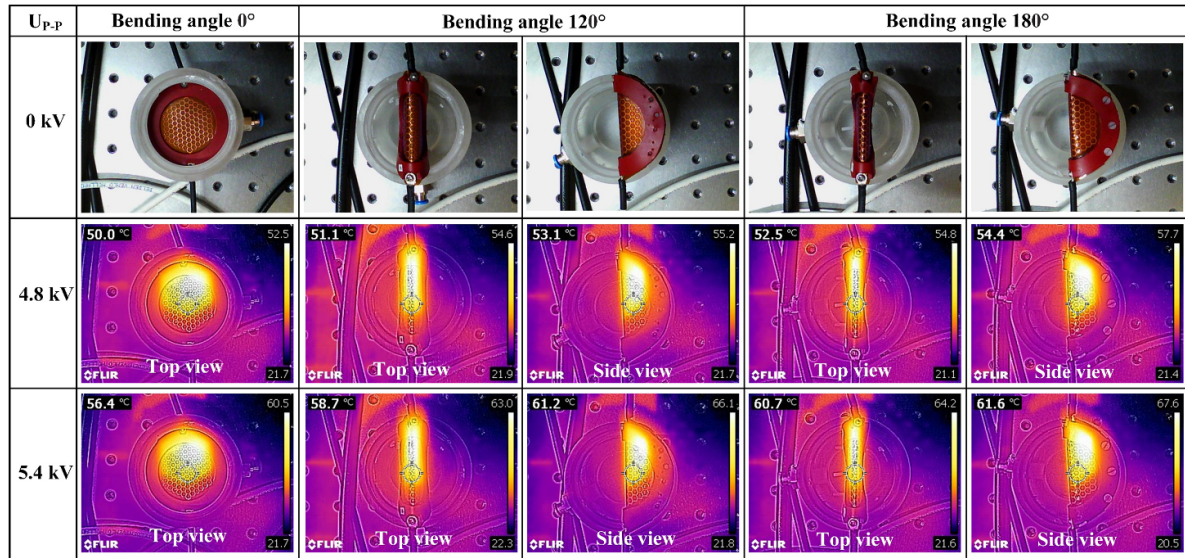 U_P-P Bending angle 0° Bending angle 120° Bending angle 180°
0 kV
4.8 kV
50.0 °C 52.5
Top view
FLIR 21.7
51.1 °C 54.6
Top view
FLIR 21.9
53.1 °C 55.2
Side view
FLIR 21.7
52.5 °C 54.8
Top view
FLIR 21.1
54.4 °C 57.7
Side view
FLIR 21.4
5.4 kV
56.4 °C 60.5
Top view
FLIR 21.7
58.7 °C 63.0
Top view
FLIR 22.3
61.2 °C 66.1
Side view
FLIR 21.8
60.7 °C 64.2
Top view
FLIR 21.6
61.6 °C 67.6
Side view
FLIR 20.5